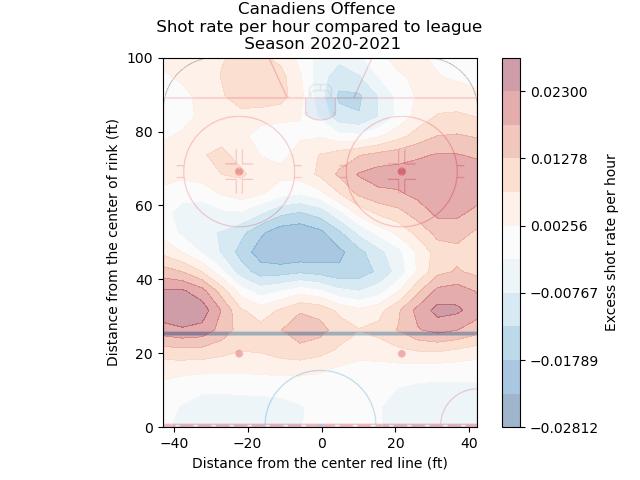 Canadiens Offence
Shot rate per hour compared to league
Season 2020-2021
100
80
60
40
20
0
−40
−20
0
20
40
Distance from the center of rink (ft)
Distance from the center red line (ft)
0.02300
0.01278
0.00256
−0.00767
−0.01789
−0.02812
Excess shot rate per hour